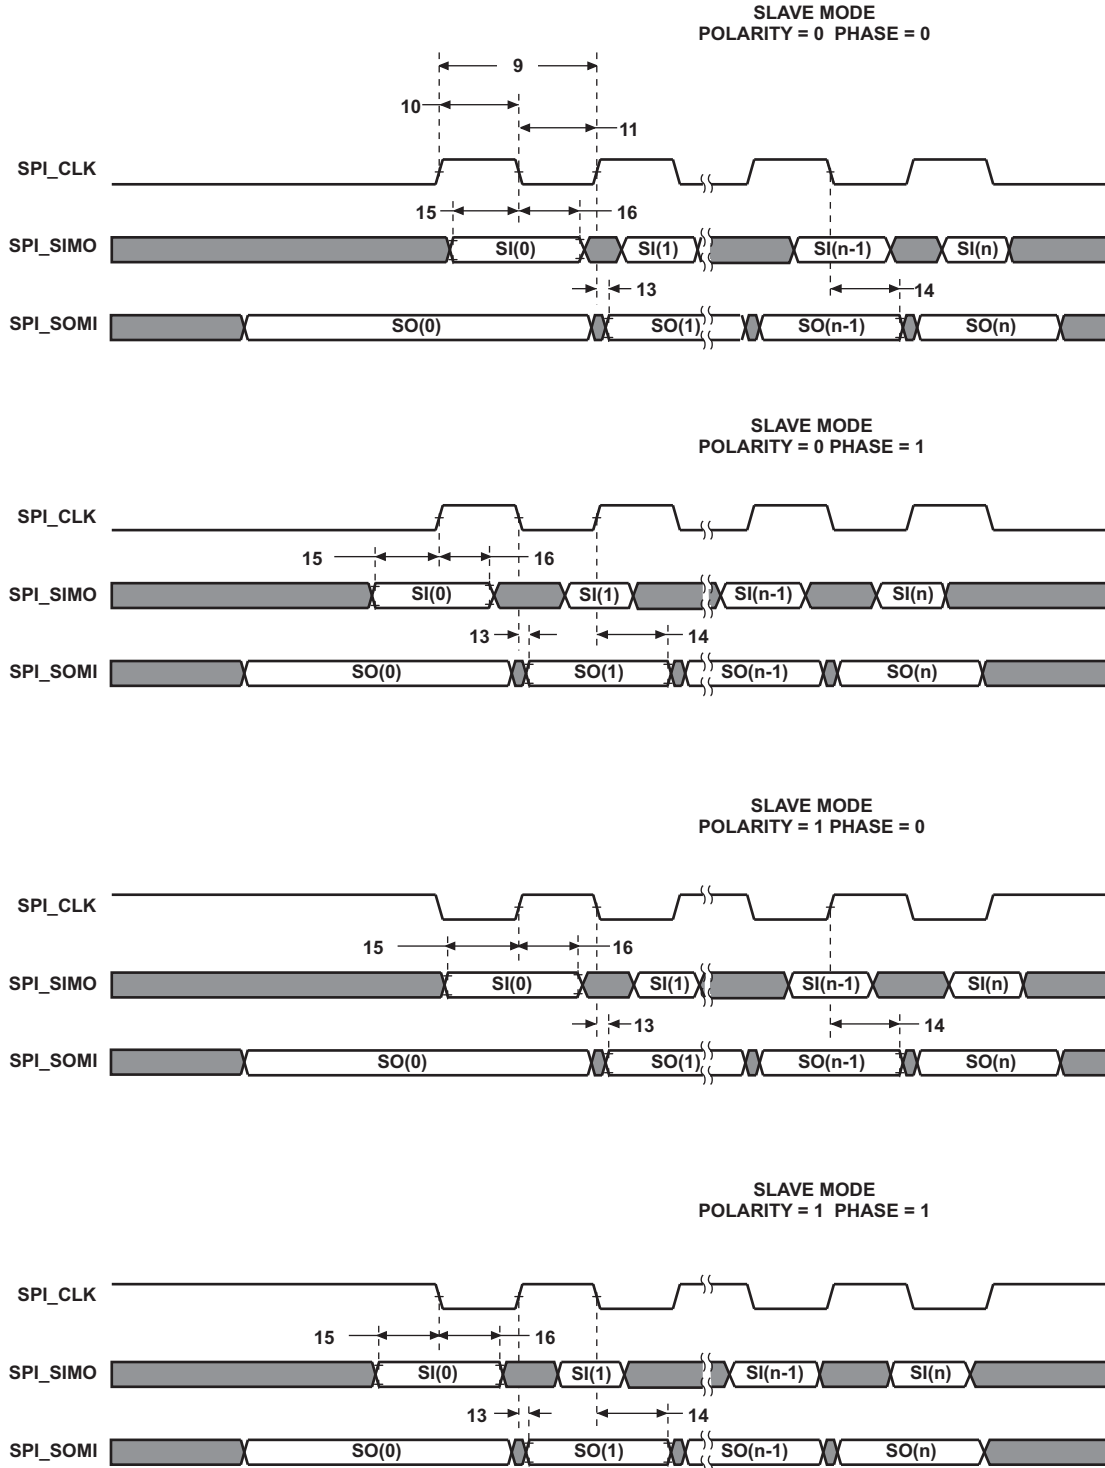 SLAVE MODE
POLARITY = 0 PHASE = 0
9
10
11
SPI_CLK
15
16
SPI_SIMO
SI(0)
SI(1)
SI(n-1)
SI(n)
13
14
SPI_SOMI
SO(0)
SO(1)
SO(n-1)
SO(n)
SLAVE MODE
POLARITY = 0 PHASE = 1
SPI_CLK
15
16
SPI_SIMO
SI(0)
SI(1)
SI(n-1)
SI(n)
13
14
SPI_SOMI
SO(0)
SO(1)
SO(n-1)
SO(n)
SLAVE MODE
POLARITY = 1 PHASE = 0
SPI_CLK
15
16
SPI_SIMO
SI(0)
SI(1)
SI(n-1)
SI(n)
13
14
SPI_SOMI
SO(0)
SO(1)
SO(n-1)
SO(n)
SLAVE MODE
POLARITY = 1 PHASE = 1
SPI_CLK
15
16
SPI_SIMO
SI(0)
SI(1)
SI(n-1)
SI(n)
13
14
SPI_SOMI
SO(0)
SO(1)
SO(n-1)
SO(n)